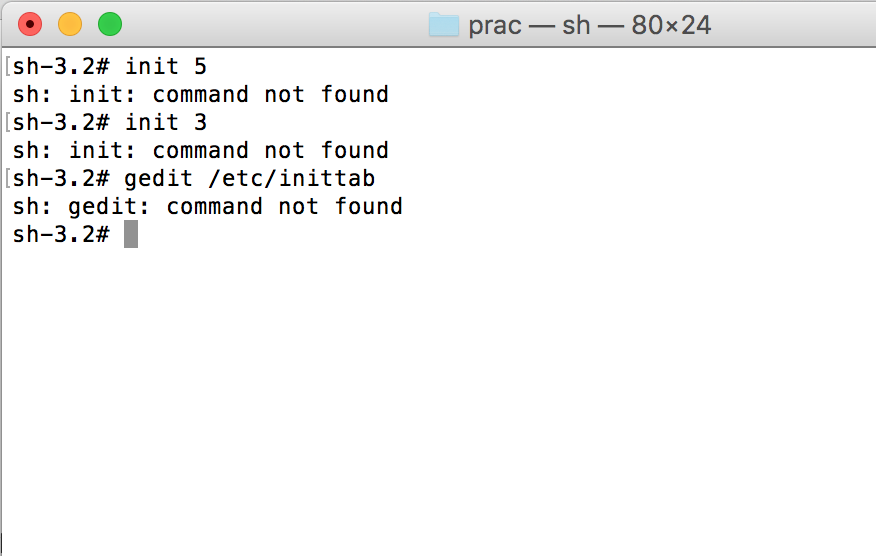 prac — sh — 80×24
[sh-3.2# init 5
sh: init: command not found
[sh-3.2# init 3
sh: init: command not found
[sh-3.2# gedit /etc/inittab
sh: gedit: command not found
sh-3.2#